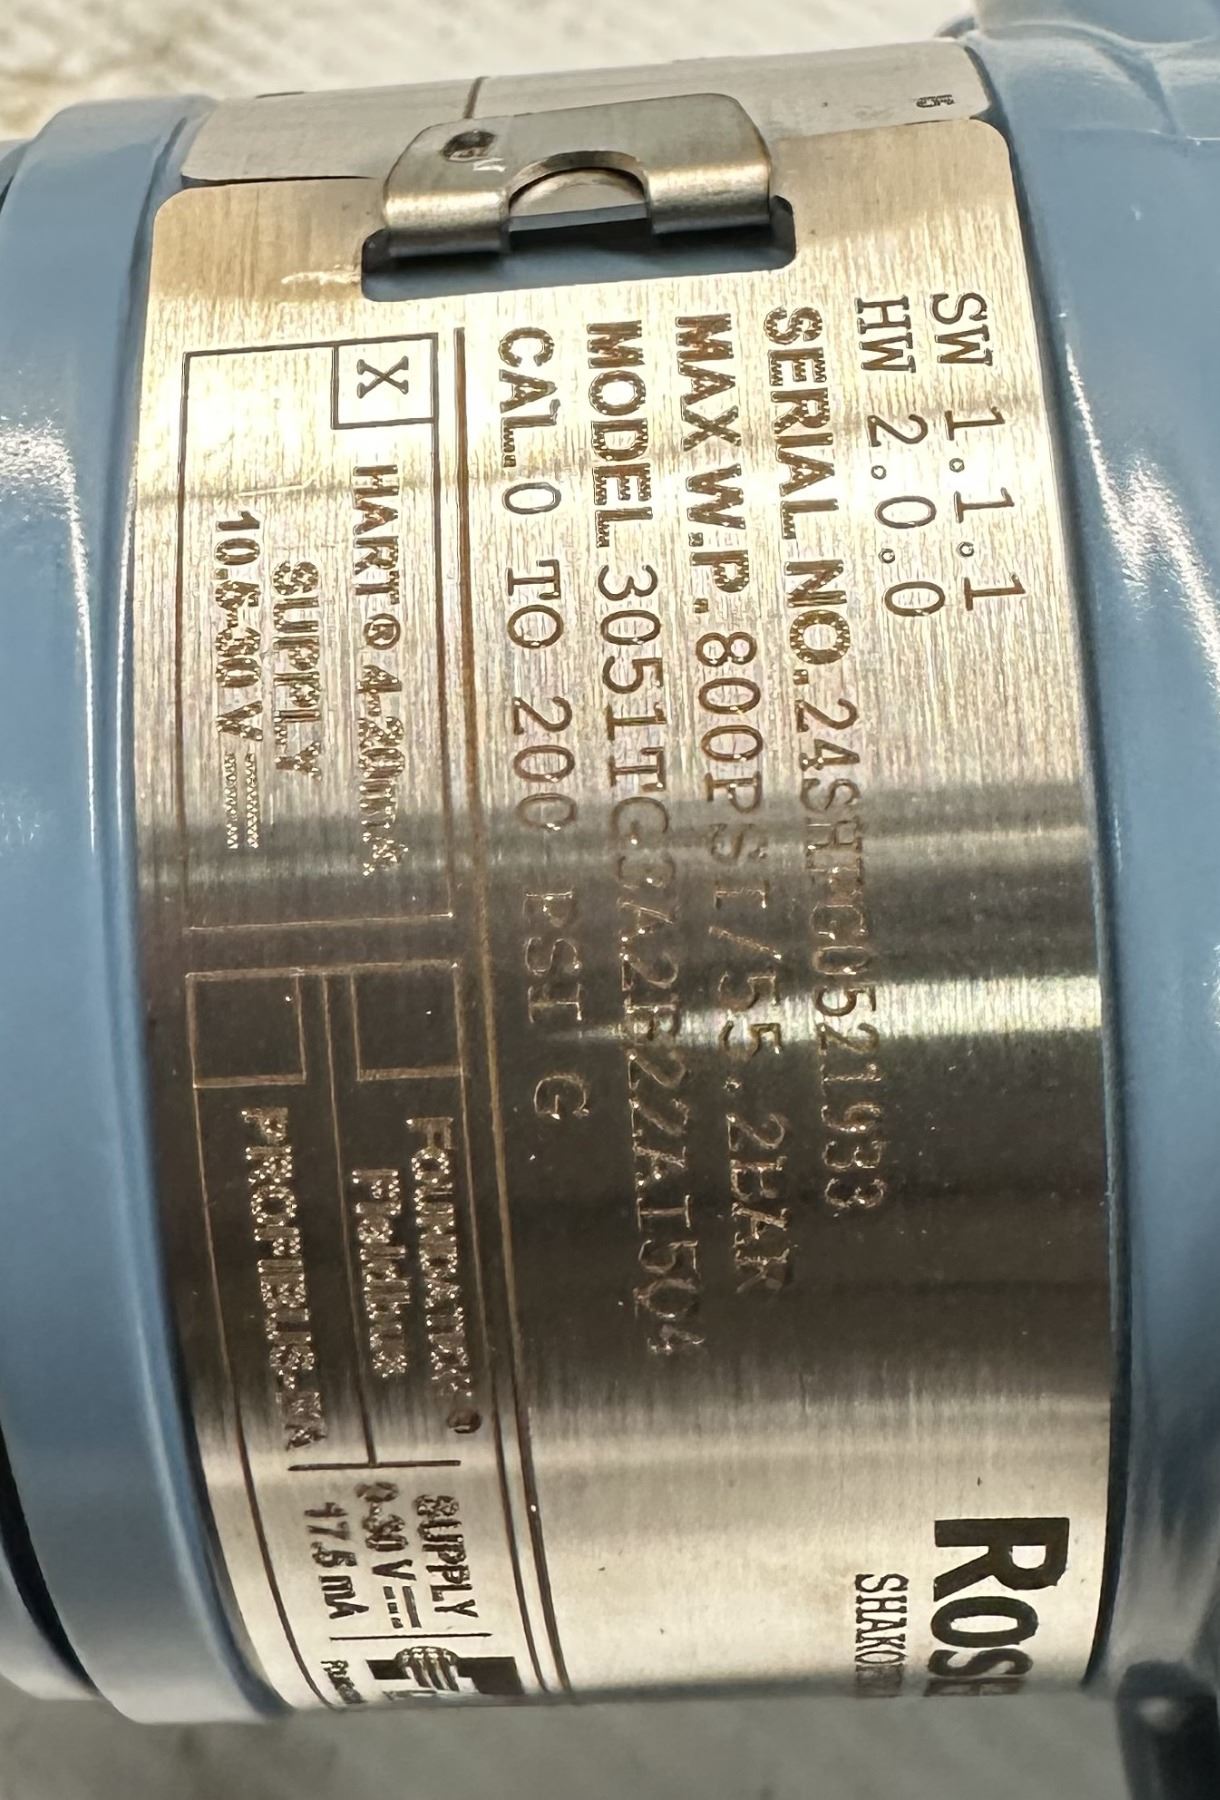 SW 1.1.1
HW 2.0.0
SERIAL NO. 24SHPG0521933
MAX W.P. 800PSI/55.2BAR
MODEL 3051TG3A2B22AI5Q4
CAL. 0 TO 200 PSI G
X HART® 4-20mA
SUPPLY
10.5-30 V
FOUNDATION®
Fieldbus
PROFIBUS-PA
SUPPLY
9-30 V
17.5 mA